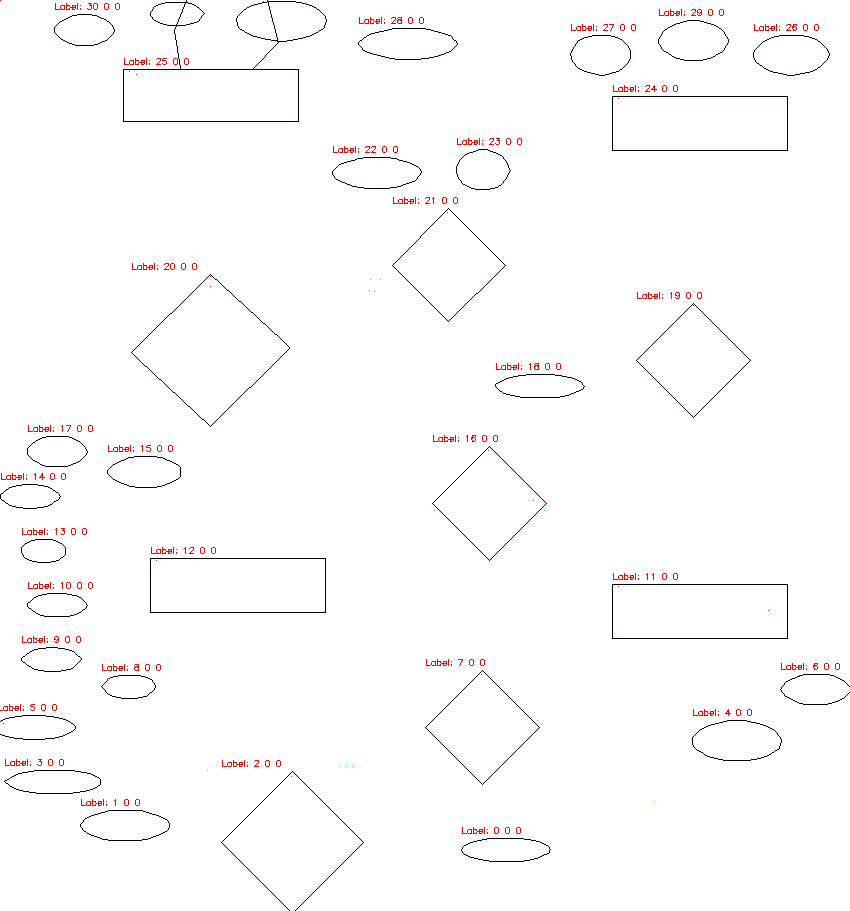 Label: 30 0 0
Label: 29 0 0
Label: 28 0 0
Label: 27 0 0
Label: 26 0 0
Label: 25 0 0
Label: 24 0 0
Label: 23 0 0
Label: 22 0 0
Label: 21 0 0
Label: 20 0 0
Label: 19 0 0
Label: 18 0 0
Label: 17 0 0
Label: 16 0 0
Label: 15 0 0
Label: 14 0 0
Label: 13 0 0
Label: 12 0 0
Label: 11 0 0
Label: 10 0 0
Label: 9 0 0
Label: 7 0 0
Label: 8 0 0
Label: 6 0 0
Label: 5 0 0
Label: 4 0 0
Label: 3 0 0
Label: 2 0 0
Label: 1 0 0
Label: 0 0 0